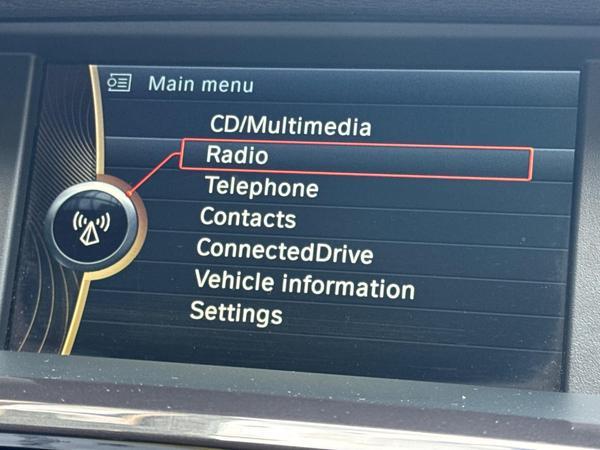 Main menu
CD/Multimedia
Radio
Telephone
Contacts
ConnectedDrive
Vehicle information
Settings